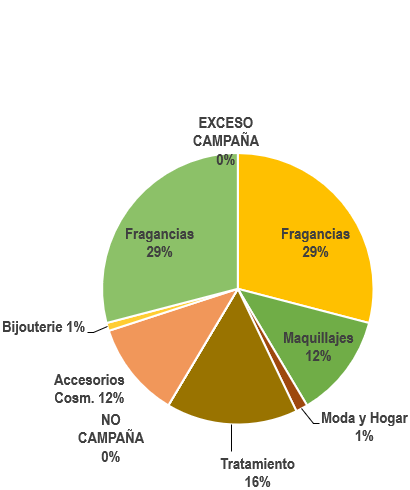 EXCESO
CAMPAÑA
0%
Fragancias
29%
Fragancias
29%
Maquillajes
12%
Bijouterie 1%
Accesorios
Cosm. 12%
Moda y Hogar
1%
NO
CAMPAÑA
0%
Tratamiento
16%